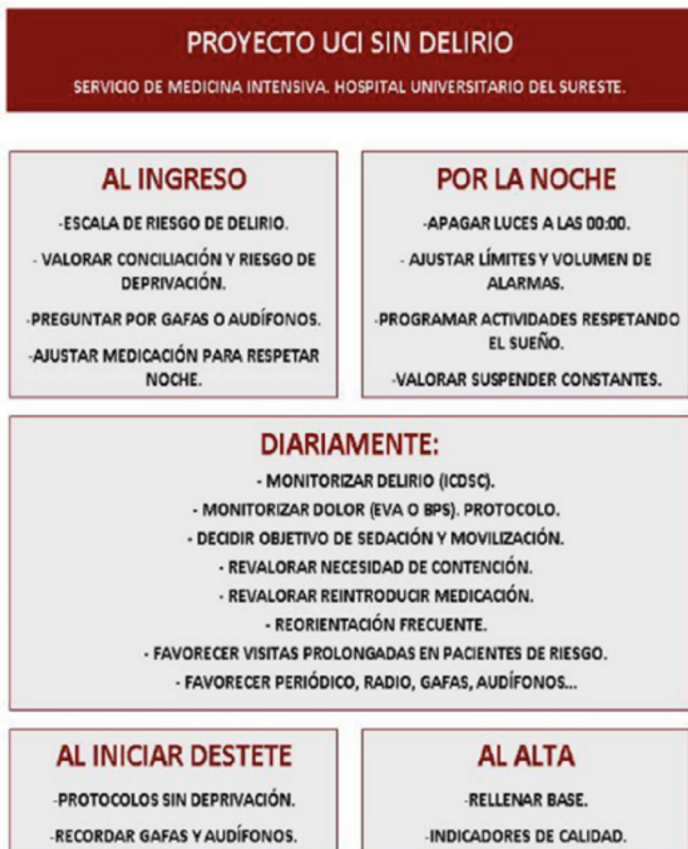 PROYECTO UCI SIN DELIRIO
SERVICIO DE MEDICINA INTENSIVA. HOSPITAL UNIVERSITARIO DEL SURESTE.
AL INGRESO
-ESCALA DE RIESGO DE DELIRIO.
- VALORAR CONCILIACIÓN Y RIESGO DE
DEPRIVACIÓN.
-PREGUNTAR POR GAFAS O AUDÍFONOS.
-AJUSTAR MEDICACIÓN PARA RESPETAR
NOCHE.
POR LA NOCHE
-APAGAR LUCES A LAS 00:00.
- AJUSTAR LÍMITES Y VOLUMEN DE
ALARMAS.
-PROGRAMAR ACTIVIDADES RESPETANDO
EL SUEÑO.
-VALORAR SUSPENDER CONSTANTES.
DIARIAMENTE:
- MONITORIZAR DELIRIO (ICDSC).
- MONITORIZAR DOLOR (EVA O BPS). PROTOCOLO.
- DECIDIR OBJETIVO DE SEDACIÓN Y MOVILIZACIÓN.
- REVALORAR NECESIDAD DE CONTENCIÓN.
- REVALORAR REINTRODUCIR MEDICACIÓN.
- REORIENTACIÓN FRECUENTE.
- FAVORECER VISITAS PROLONGADAS EN PACIENTES DE RIESGO.
- FAVORECER PERIÓDICO, RADIO, GAFAS, AUDÍFONOS...
AL INICIAR DESTETE
-PROTOCOLOS SIN DEPRIVACIÓN.
-RECORDAR GAFAS Y AUDÍFONOS.
AL ALTA
-RELLENAR BASE.
-INDICADORES DE CALIDAD.